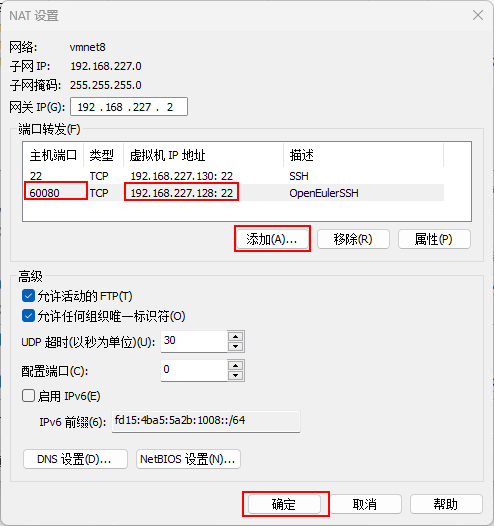 NAT 设置
网络: vmnet8
子网 IP: 192.168.227.0
子网掩码: 255.255.255.0
网关 IP(G): 192 . 168 . 227 . 2
端口转发(F)
主机端口 类型 虚拟机 IP 地址 描述
22 TCP 192.168.227.130: 22 SSH
60080 TCP 192.168.227.128: 22 OpenEulerSSH
添加(A)... 移除(R) 属性(P)
高级
允许活动的 FTP(T)
允许任何组织唯一标识符(O)
UDP 超时(以秒为单位)(U): 30
配置端口(C): 0
启用 IPv6(E)
IPv6 前缀(6): fd15:4ba5:5a2b:1008::/64
DNS 设置(D)... NetBIOS 设置(N)...
确定 取消 帮助